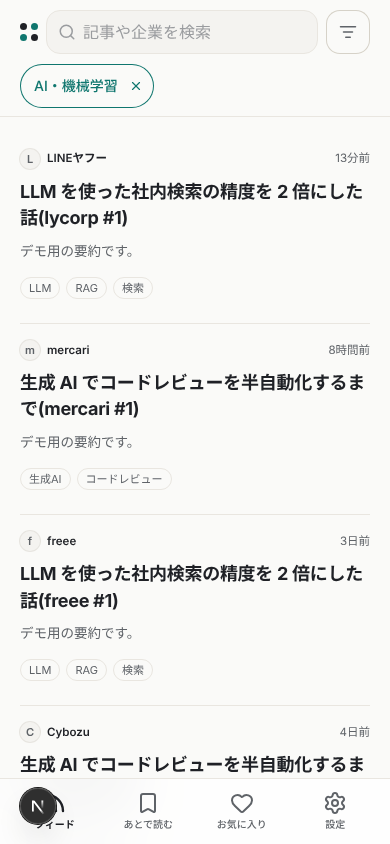 記事や企業を検索
AI・機械学習 ×
L LINEヤフー 13分前
LLM を使った社内検索の精度を 2 倍にした
話(lycorp #1)
デモ用の要約です。
LLM RAG 検索
m mercari 8時間前
生成 AI でコードレビューを半自動化するま
で(mercari #1)
デモ用の要約です。
生成AI コードレビュー
f freee 3日前
LLM を使った社内検索の精度を 2 倍にした
話(freee #1)
デモ用の要約です。
LLM RAG 検索
C Cybozu 4日前
生成 AI でコードレビューを半自動化するま
N
ィード あとで読む お気に入り 設定